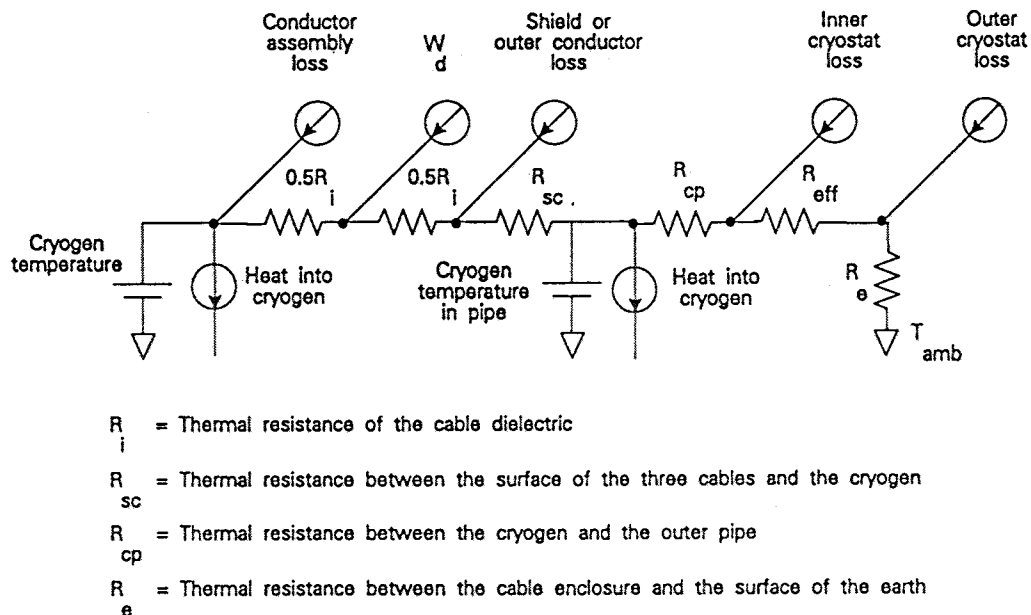 Conductor
assembly
loss
W
d
Shield or
outer conductor
loss
Inner
cryostat
loss
Outer
cryostat
loss
0.5R
i
0.5R
i
R
sc .
R
cp
R
eff
Cryogen
temperature
Heat into
cryogen
Cryogen
temperature
in pipe
Heat into
cryogen
R
e
T
amb
R = Thermal resistance of the cable dielectric
i
R = Thermal resistance between the surface of the three cables and the cryogen
sc
R = Thermal resistance between the cryogen and the outer pipe
cp
R = Thermal resistance between the cable enclosure and the surface of the earth
e